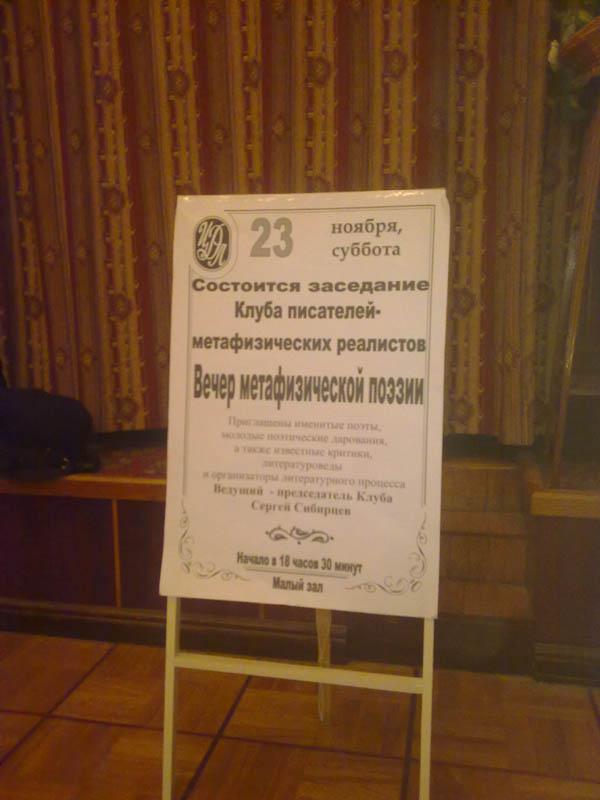 ЦДЛ
23 ноября,
суббота
Состоится заседание
Клуба писателей-
метафизических реалистов
Вечер метафизической поэзии
Приглашены именитые поэты,
молодые поэтические дарования,
а также известные критики,
литературоведы
и организаторы литературного процесса
Ведущий - председатель Клуба
Сергей Сибирцев
Начало в 18 часов 30 минут
Малый зал